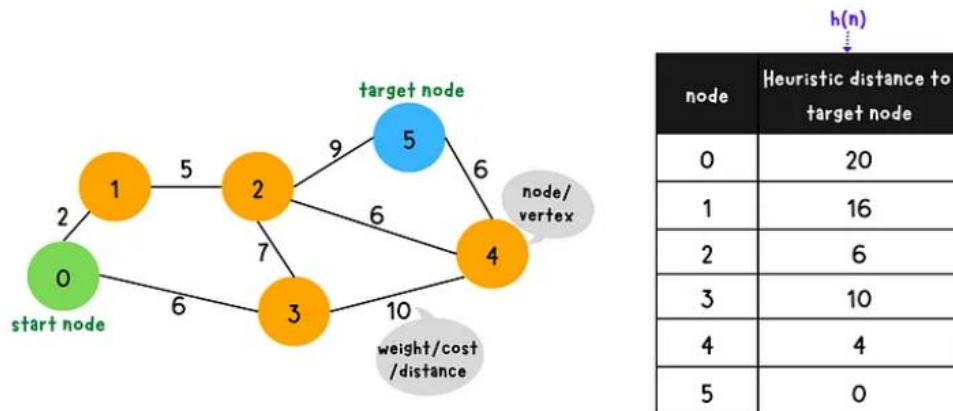 h(n)
target node
5
9
6
1
5
2
2
6
node/
vertex
4
7
0
6
start node
3
10
weight/cost
/distance
node
Heuristic distance to
target node
0 20
1 16
2 6
3 10
4 4
5 0